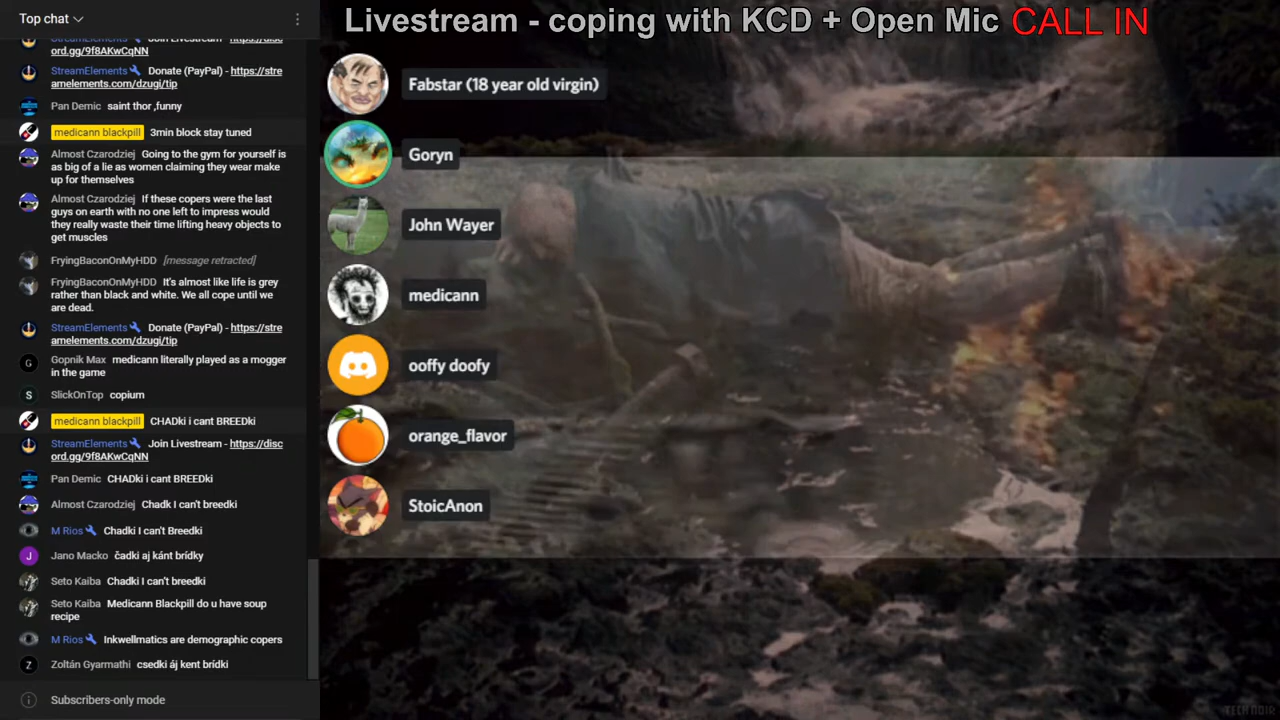 Top chat
StreamElements Join Livestream - https://disc
ord.gg/9f8AKwCqNN
StreamElements Donate (PayPal) - https://stre
amelements.com/dzugi/tip
Pan Demic saint thor ,funny
medicann blackpill 3min block stay tuned
Almost Czarodziej Going to the gym for yourself is
as big of a lie as women claiming they wear make
up for themselves
Almost Czarodziej If these copers were the last
guys on earth with no one left to impress would
they really waste their time lifting heavy objects to
get muscles
FryingBaconOnMyHDD [message retracted]
FryingBaconOnMyHDD It's almost like life is grey
rather than black and white. We all cope until we
are dead.
StreamElements Donate (PayPal) - https://stre
amelements.com/dzugi/tip
G Gopnik Max medicann literally played as a mogger
in the game
S SlickOnTop copium
medicann blackpill CHADki i cant BREEDki
StreamElements Join Livestream - https://disc
ord.gg/9f8AKwCqNN
Pan Demic CHADki i cant BREEDki
Almost Czarodziej Chadk I can't breedki
M Rios Chadki I can't Breedki
J Jano Macko čadki aj kánt brídky
Seto Kaiba Chadki I can't breedki
Seto Kaiba Medicann Blackpill do u have soup
recipe
M Rios Inkwellmatics are demographic copers
Z Zoltán Gyarmathi csedki áj kent brídki
Subscribers-only mode
Livestream - coping with KCD + Open Mic CALL IN
Fabstar (18 year old virgin)
Goryn
John Wayer
medicann
ooffy doofy
orange_flavor
StoicAnon
TECHNOIR